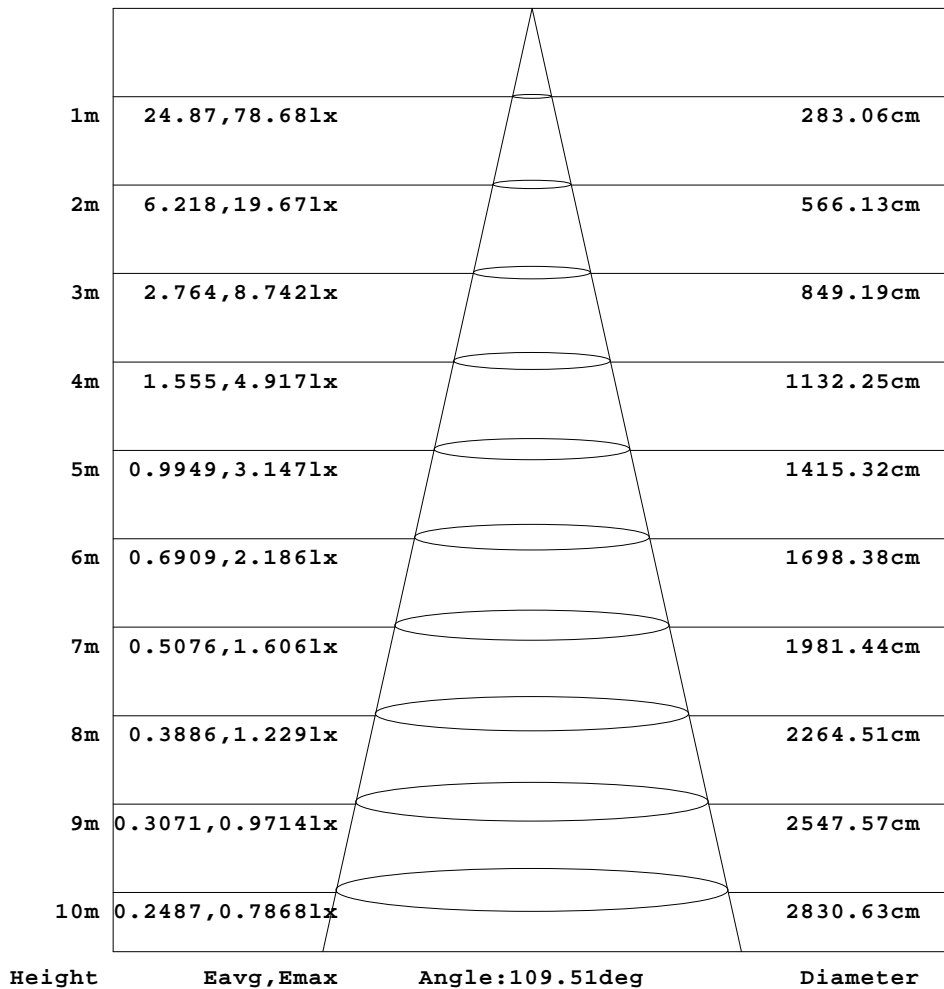 1m 24.87,78.68lx 283.06cm
2m 6.218,19.67lx 566.13cm
3m 2.764,8.742lx 849.19cm
4m 1.555,4.917lx 1132.25cm
5m 0.9949,3.147lx 1415.32cm
6m 0.6909,2.186lx 1698.38cm
7m 0.5076,1.606lx 1981.44cm
8m 0.3886,1.229lx 2264.51cm
9m 0.3071,0.9714lx 2547.57cm
10m 0.2487,0.7868lx 2830.63cm
Height Eavg,Emax Angle:109.51deg Diameter